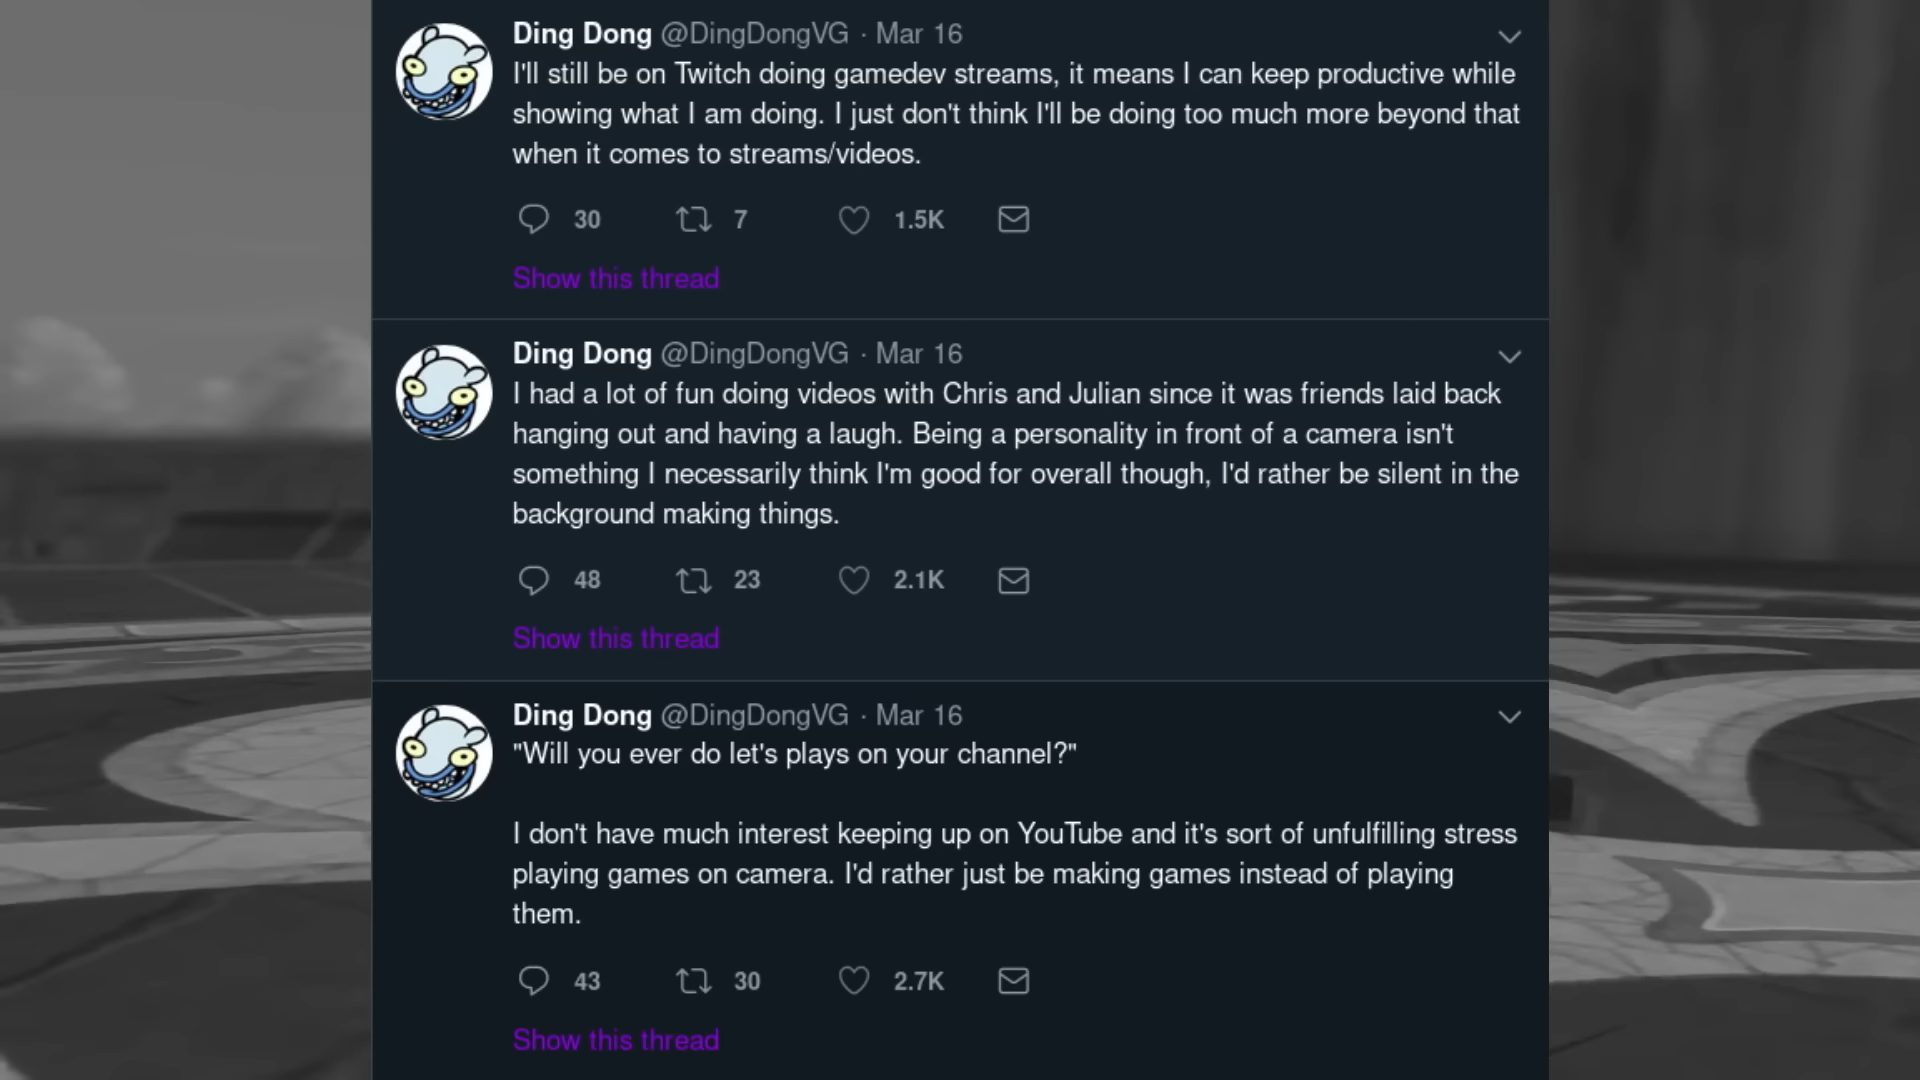 Ding Dong @DingDongVG · Mar 16
I'll still be on Twitch doing gamedev streams, it means I can keep productive while
showing what I am doing. I just don't think I'll be doing too much more beyond that
when it comes to streams/videos.
30 7 1.5K
Show this thread
Ding Dong @DingDongVG · Mar 16
I had a lot of fun doing videos with Chris and Julian since it was friends laid back
hanging out and having a laugh. Being a personality in front of a camera isn't
something I necessarily think I'm good for overall though, I'd rather be silent in the
background making things.
48 23 2.1K
Show this thread
Ding Dong @DingDongVG · Mar 16
"Will you ever do let's plays on your channel?"
I don't have much interest keeping up on YouTube and it's sort of unfulfilling stress
playing games on camera. I'd rather just be making games instead of playing
them.
43 30 2.7K
Show this thread